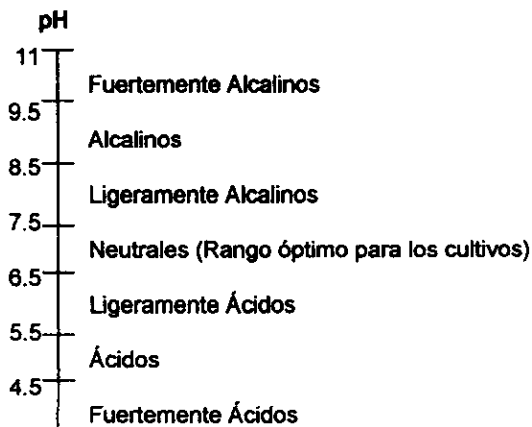 pH
11
Fuertemente Alcalinos
9.5
Alcalinos
8.5
Ligeramente Alcalinos
7.5
Neutrales (Rango óptimo para los cultivos)
6.5
Ligeramente Ácidos
5.5
Ácidos
4.5
Fuertemente Ácidos